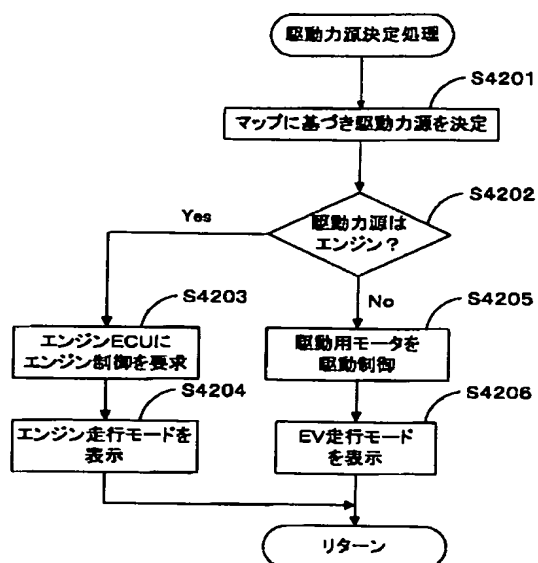 駆動力源決定処理
S4201
マップに基づき駆動力源を決定
S4202
駆動力源は
エンジン？
Yes
No
S4203
エンジンECUに
エンジン制御を要求
S4205
駆動用モータを
駆動制御
S4204
エンジン走行モードを
表示
S4206
EV走行モード
を表示
リターン